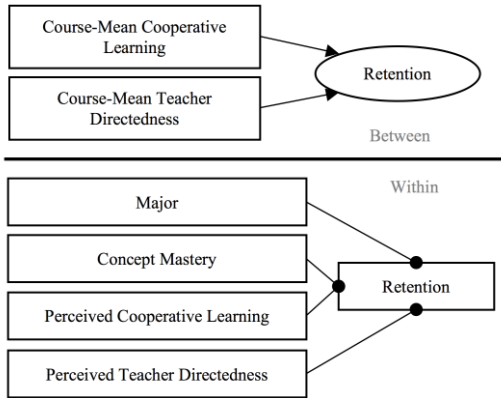 Course-Mean Cooperative
Learning
Course-Mean Teacher
Directedness
Retention
Between
Within
Major
Concept Mastery
Perceived Cooperative Learning
Perceived Teacher Directedness
Retention